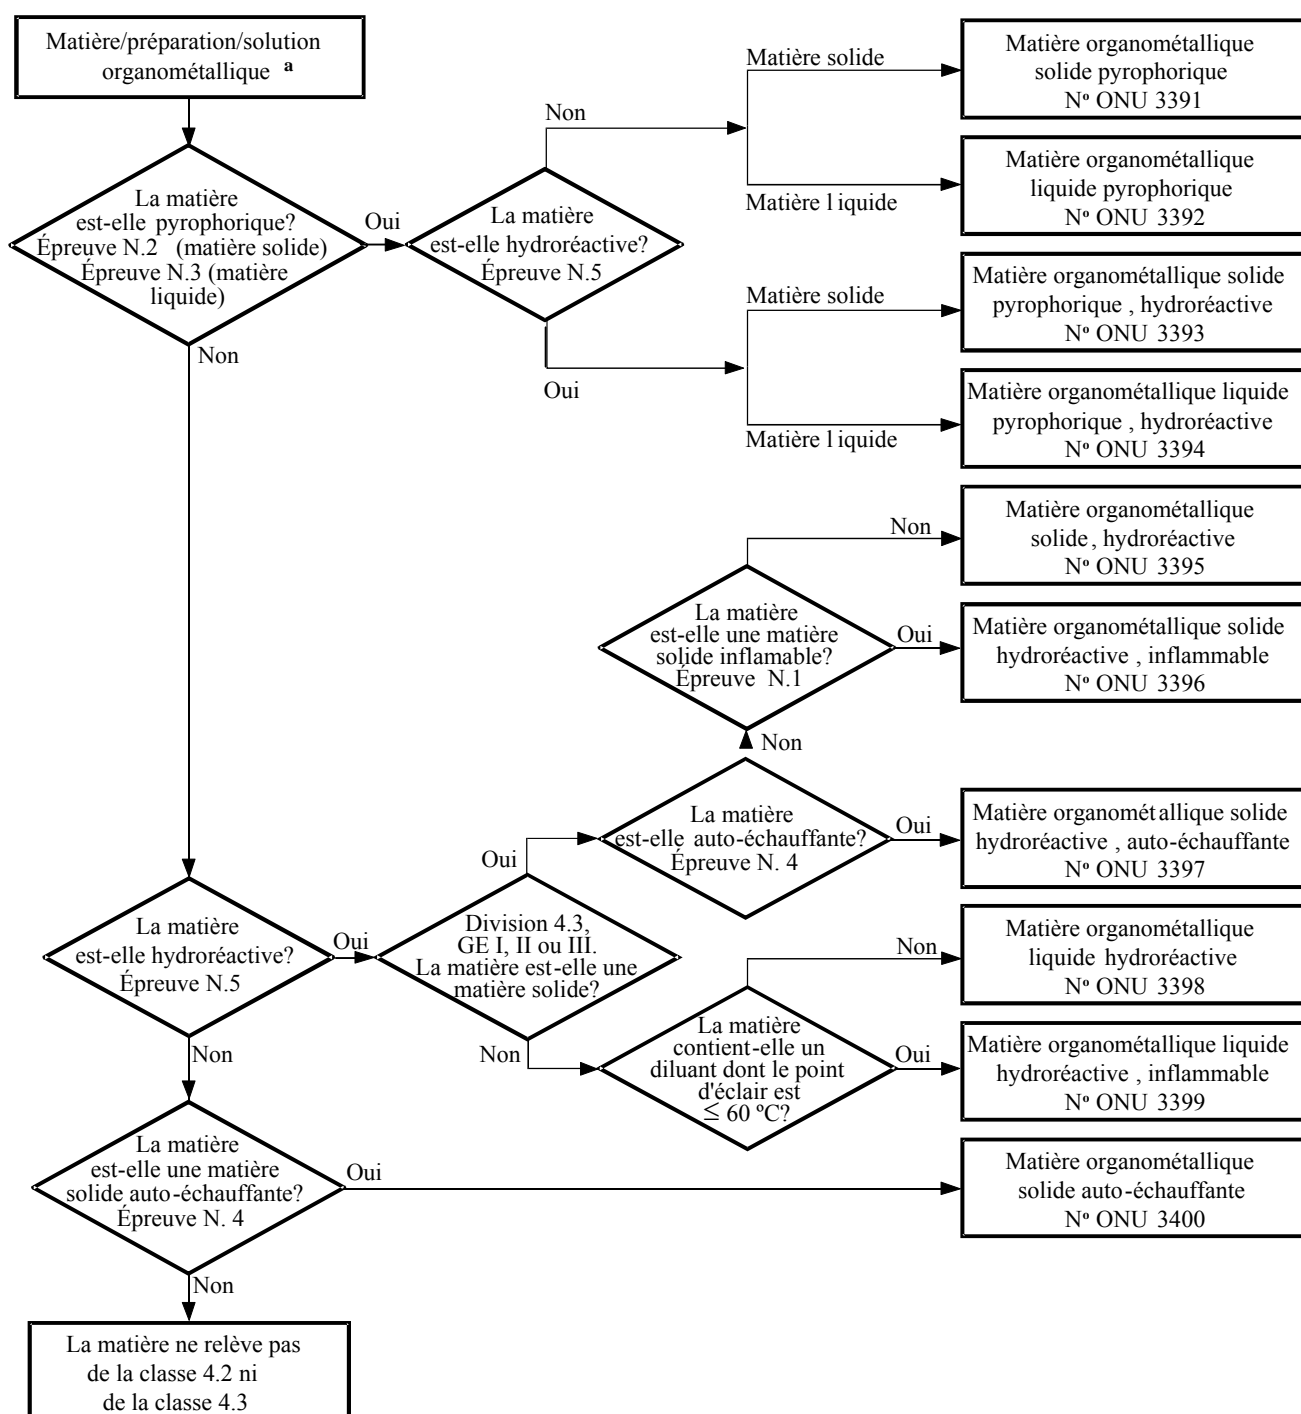 Matière/préparation/solution
organométallique a
La matière
est-elle pyrophorique?
Épreuve N.2 (matière solide)
Épreuve N.3 (matière
liquide)
Oui
Non
La matière
est-elle hydroréactive?
Épreuve N.5
Non
Oui
Matière solide
Matière liquide
Matière organométallique
solide pyrophorique
Nº ONU 3391
Matière organométallique
liquide pyrophorique
Nº ONU 3392
Matière solide
Matière liquide
Matière organométallique solide
pyrophorique , hydroréactive
Nº ONU 3393
Matière organométallique liquide
pyrophorique , hydroréactive
Nº ONU 3394
Non
Matière organométallique
solide, hydroréactive
Nº ONU 3395
La matière
est-elle une matière
solide inflamable?
Épreuve N.1
Oui
Matière organométallique solide
hydroréactive , inflammable
Nº ONU 3396
Non
La matière
est-elle auto-échauffante?
Épreuve N. 4
Oui
Matière organométallique solide
hydroréactive , auto-échauffante
Nº ONU 3397
Oui
La matière
est-elle hydroréactive?
Épreuve N.5
Oui
Division 4.3,
GE I, II ou III.
La matière est-elle une
matière solide?
Non
Non
Matière organométallique
liquide hydroréactive
Nº ONU 3398
La matière
contient-elle un
diluant dont le point
d'éclair est
≤ 60 ºC?
Oui
Matière organométallique liquide
hydroréactive , inflammable
Nº ONU 3399
Non
La matière
est-elle une matière
solide auto-échauffante?
Épreuve N. 4
Oui
Matière organométallique
solide auto-échauffante
Nº ONU 3400
Non
La matière ne relève pas
de la classe 4.2 ni
de la classe 4.3